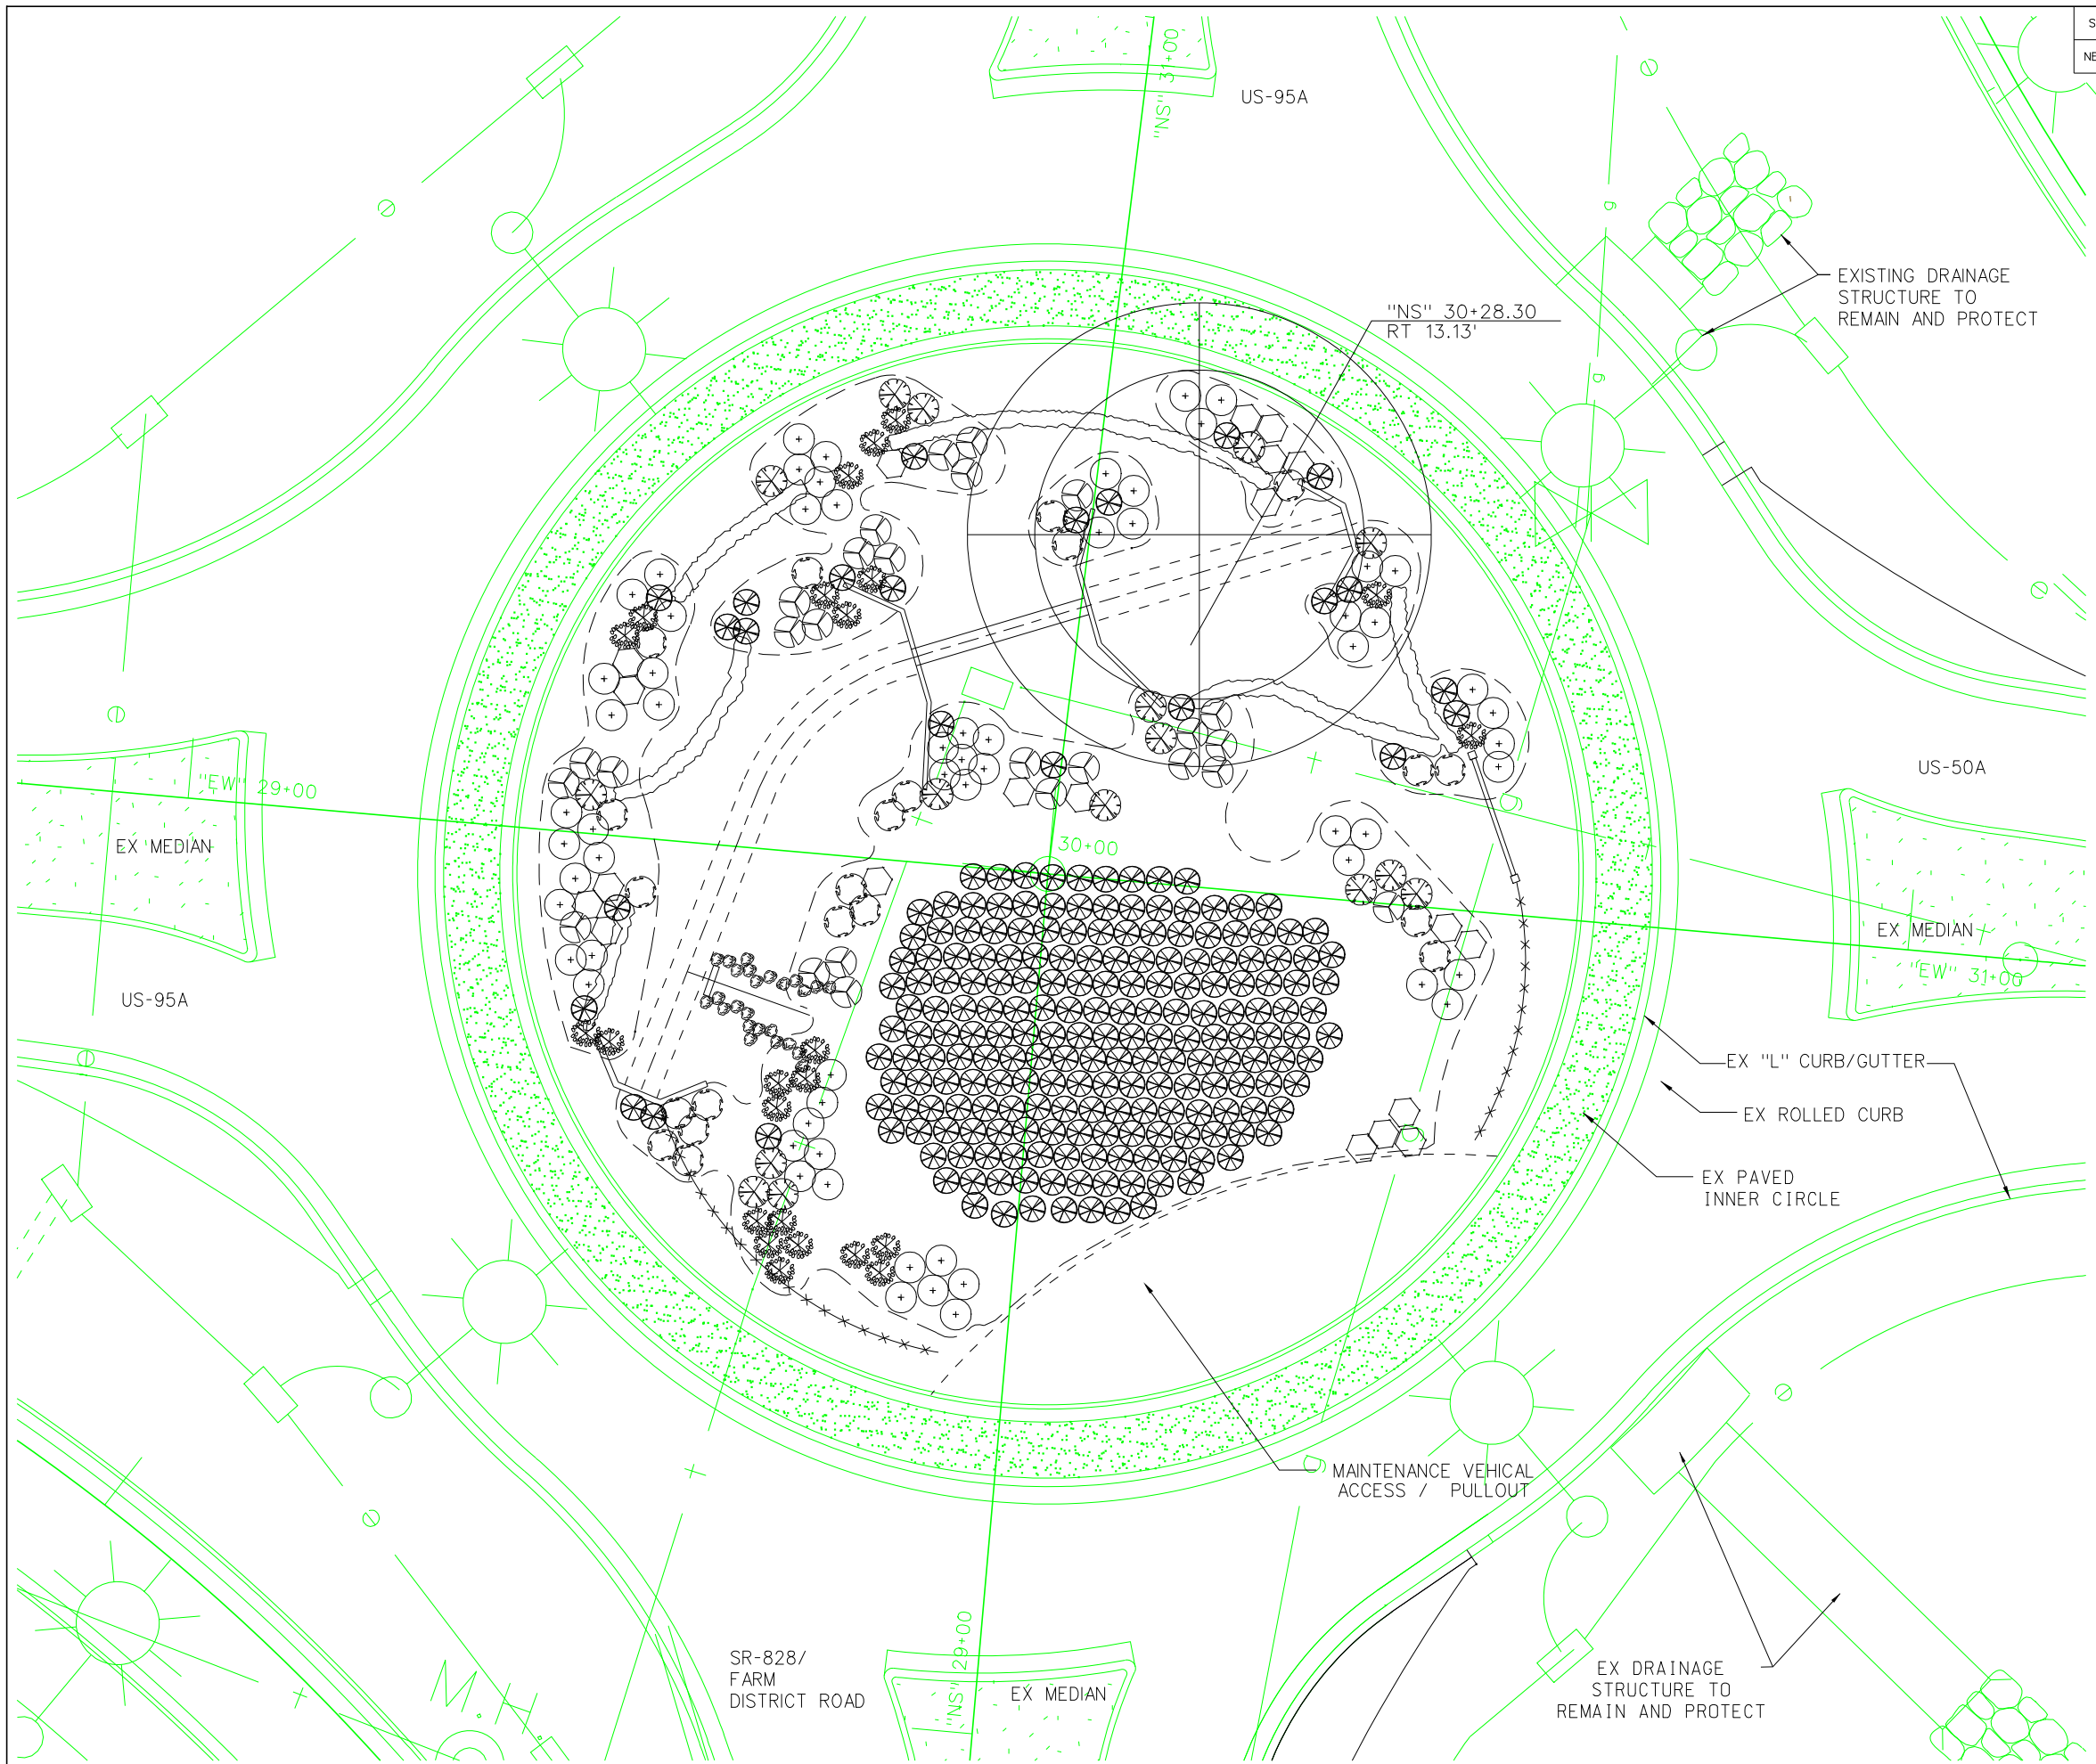 S
NE
US-95A
"NS" 31+00
EXISTING DRAINAGE
STRUCTURE TO
REMAIN AND PROTECT
"NS" 30+28.30
RT 13.13'
"EW" 29+00
EX MEDIAN
US-95A
30+00
US-50A
EX MEDIAN
"EW" 31+00
EX "L" CURB/GUTTER
EX ROLLED CURB
EX PAVED
INNER CIRCLE
MAINTENANCE VEHICAL
ACCESS / PULLOUT
SR-828/
FARM
DISTRICT ROAD
"NS" 29+00
EX MEDIAN
EX DRAINAGE
STRUCTURE TO
REMAIN AND PROTECT
M.H.